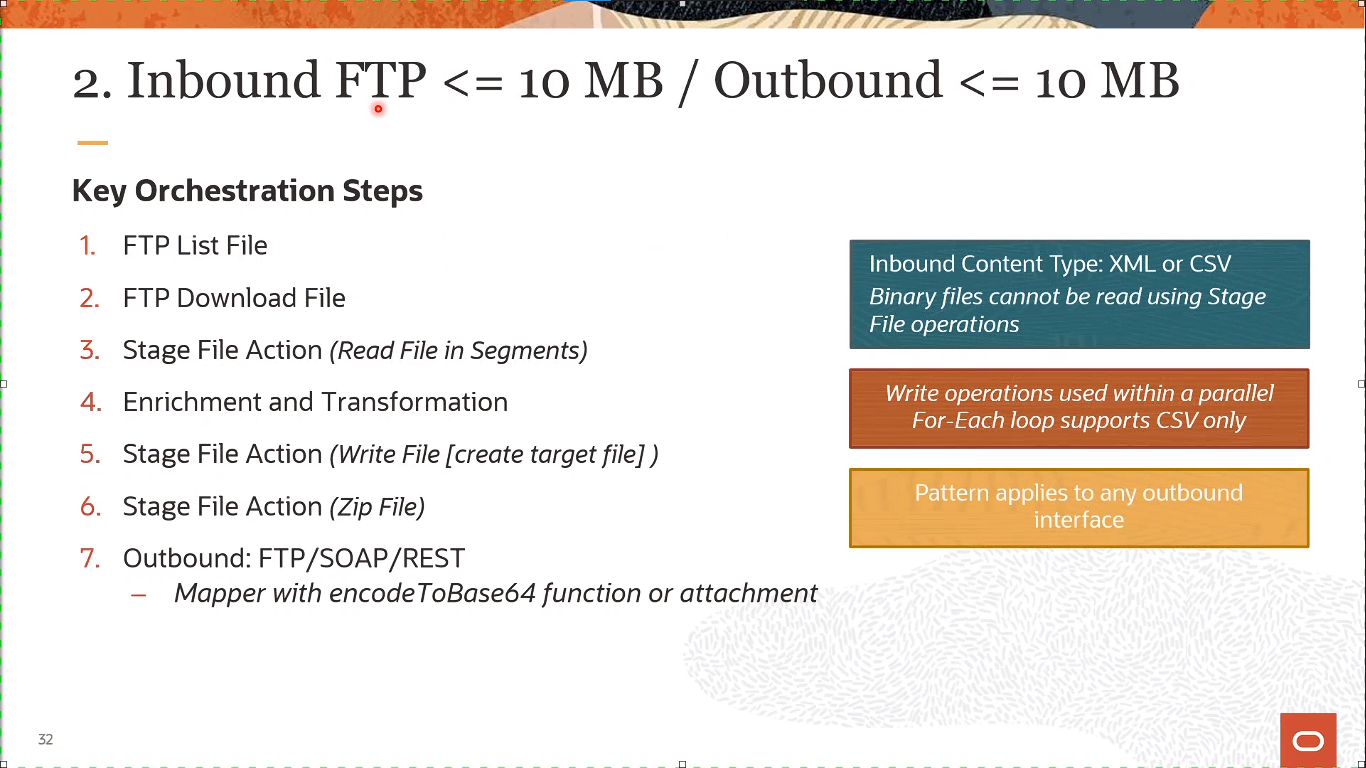 2. Inbound FTP <= 10 MB / Outbound <= 10 MB
Key Orchestration Steps
1. FTP List File
2. FTP Download File
3. Stage File Action (Read File in Segments)
4. Enrichment and Transformation
5. Stage File Action (Write File [create target file] )
6. Stage File Action (Zip File)
7. Outbound: FTP/SOAP/REST
– Mapper with encodeToBase64 function or attachment
Inbound Content Type: XML or CSV
Binary files cannot be read using Stage
File operations
Write operations used within a parallel
For-Each loop supports CSV only
Pattern applies to any outbound
interface
32